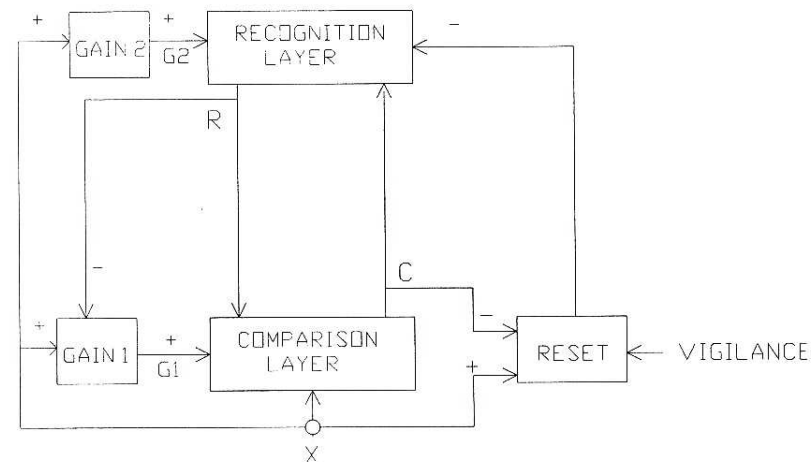 + + RECOGNITION -
GAIN 2 G2 LAYER
R
-
C
-
+ + COMPARISON
GAIN 1 G1 LAYER RESET VIGILANCE
+
X